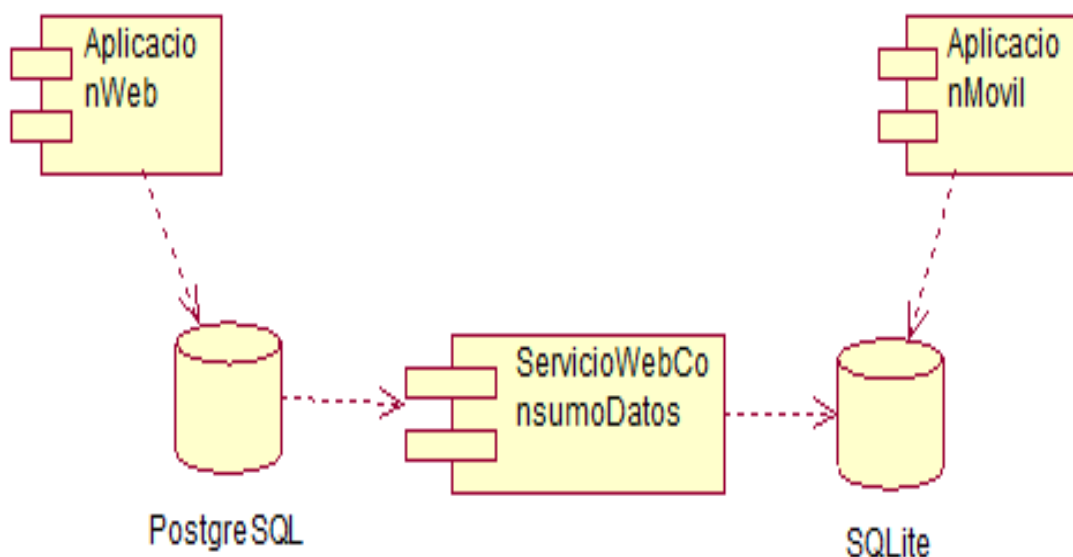 Aplicacio
nWeb
Aplicacio
nMovil
ServicioWebCo
nsumoDatos
PostgreSQL
SQLite